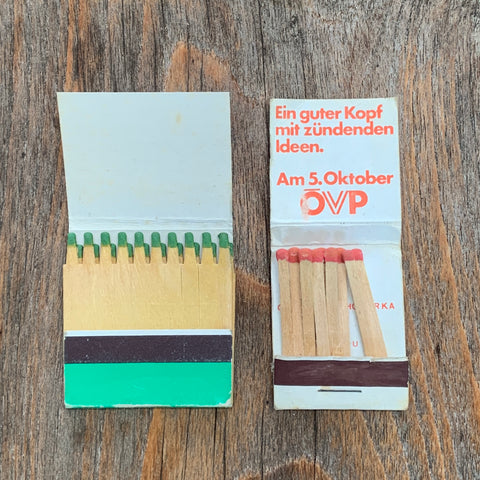 Ein guter Kopf
mit zündenden
Ideen.
Am 5. Oktober
ÖVP